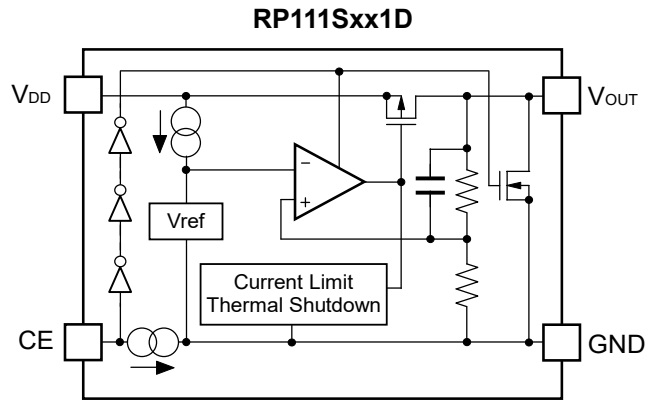 RP111Sxx1D
VDD
VOUT
−
+
Vref
Current Limit
Thermal Shutdown
CE
GND